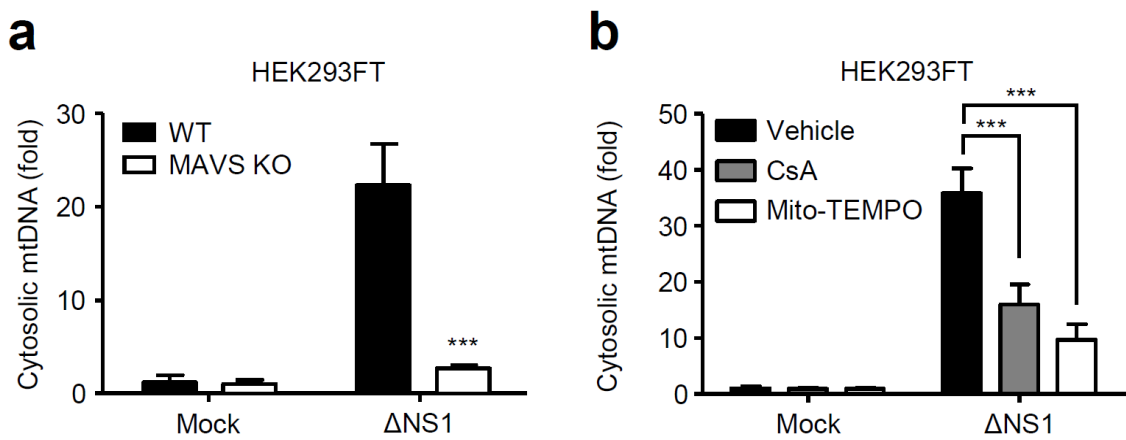 a
HEK293FT
Cytosolic mtDNA (fold)
30
20
10
0
WT
MAVS KO
***
Mock
ΔNS1
b
HEK293FT
Cytosolic mtDNA (fold)
50
40
30
20
10
0
Vehicle
CsA
Mito-TEMPO
***
***
Mock
ΔNS1